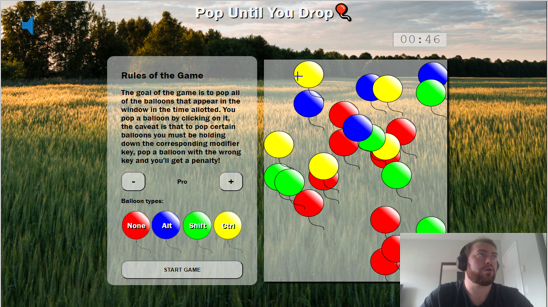 Pop Until You Drop
00:46
Rules of the Game
The goal of the game is to pop all
of the balloons that appear in the
window in the time allotted. You
pop a balloon by clicking on it,
the caveat is that to pop certain
balloons you must be holding
down the corresponding modifier
key, pop a balloon with the wrong
key and you'll get a penalty!
- Pro +
Balloon types:
None Alt Shift Ctrl
START GAME